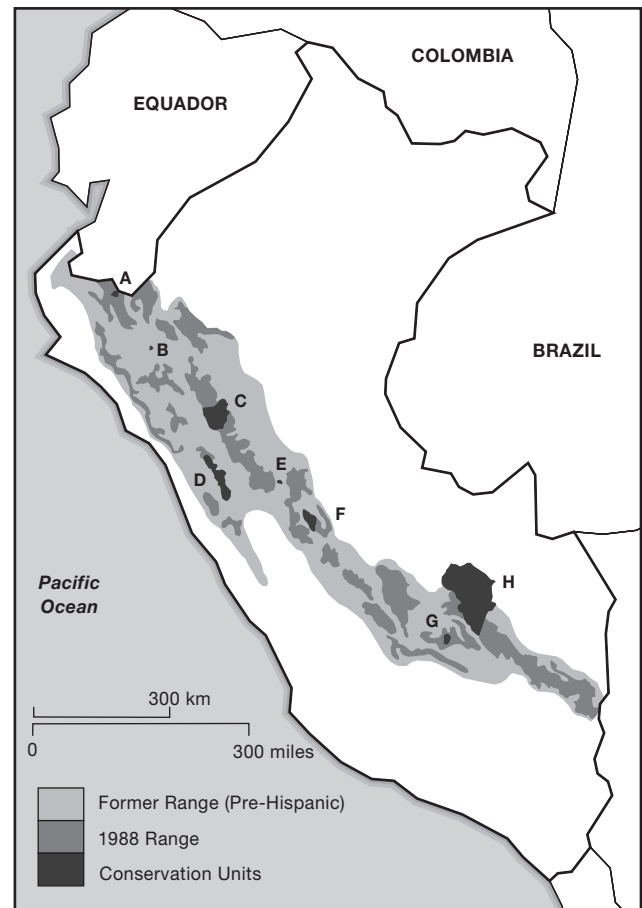 COLOMBIA
EQUADOR
A
B
BRAZIL
C
E
D
F
H
Pacific
Ocean
G
300 km
0
300 miles
Former Range (Pre-Hispanic)
1988 Range
Conservation Units